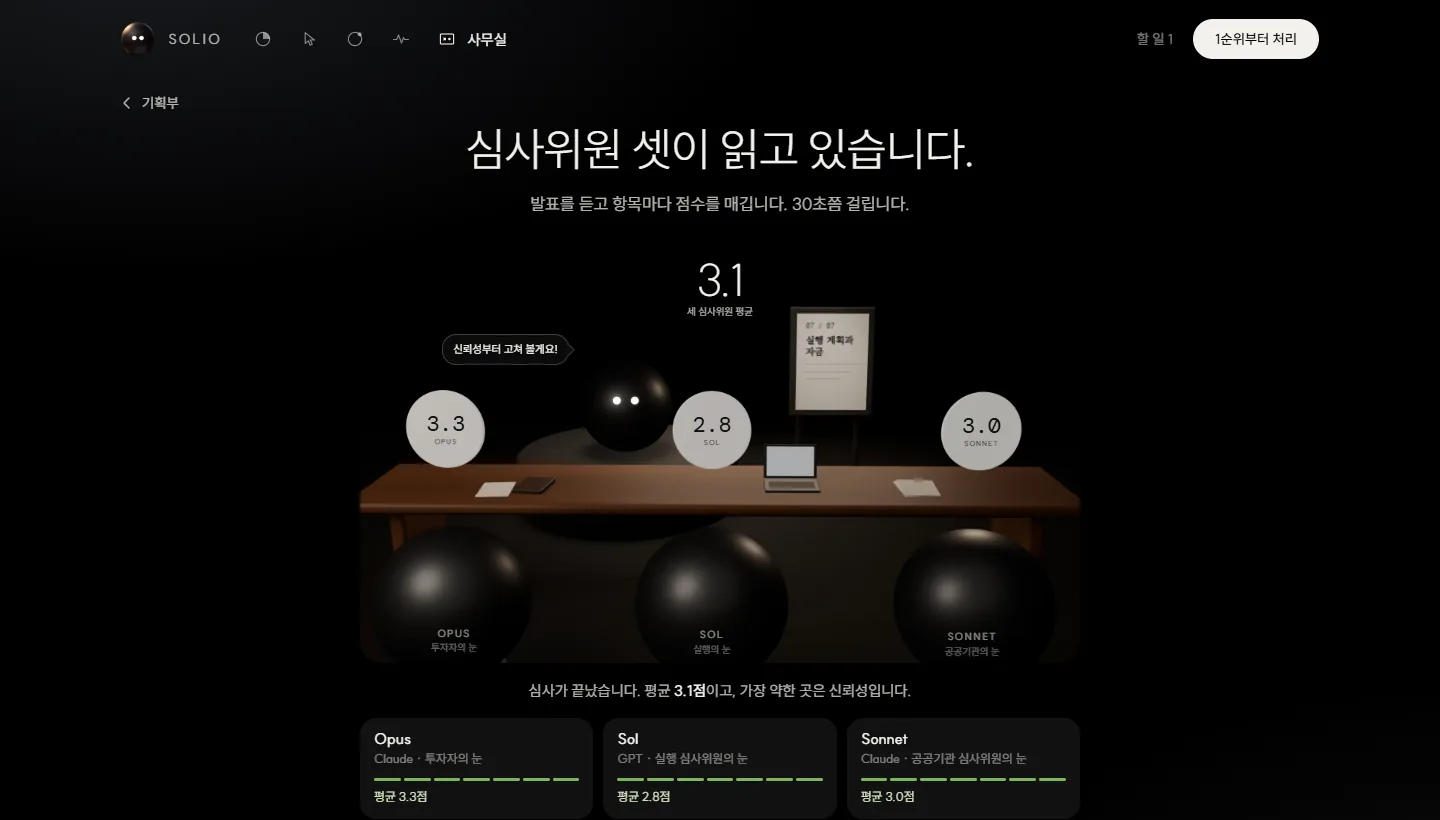 SOLIO
사무실
할 일 1
1순위부터 처리
기획부
심사위원 셋이 읽고 있습니다.
발표를 듣고 항목마다 점수를 매깁니다. 30초쯤 걸립니다.
3.1
세 심사위원 평균
07 / 07
실행 계획과
자금
신뢰성부터 고쳐 볼게요!
3.3
OPUS
2.8
SOL
3.0
SONNET
OPUS
투자자의 눈
SOL
실행의 눈
SONNET
공공기관의 눈
심사가 끝났습니다. 평균 3.1점이고, 가장 약한 곳은 신뢰성입니다.
Opus
Claude · 투자자의 눈
평균 3.3점
Sol
GPT · 실행 심사위원의 눈
평균 2.8점
Sonnet
Claude · 공공기관 심사위원의 눈
평균 3.0점